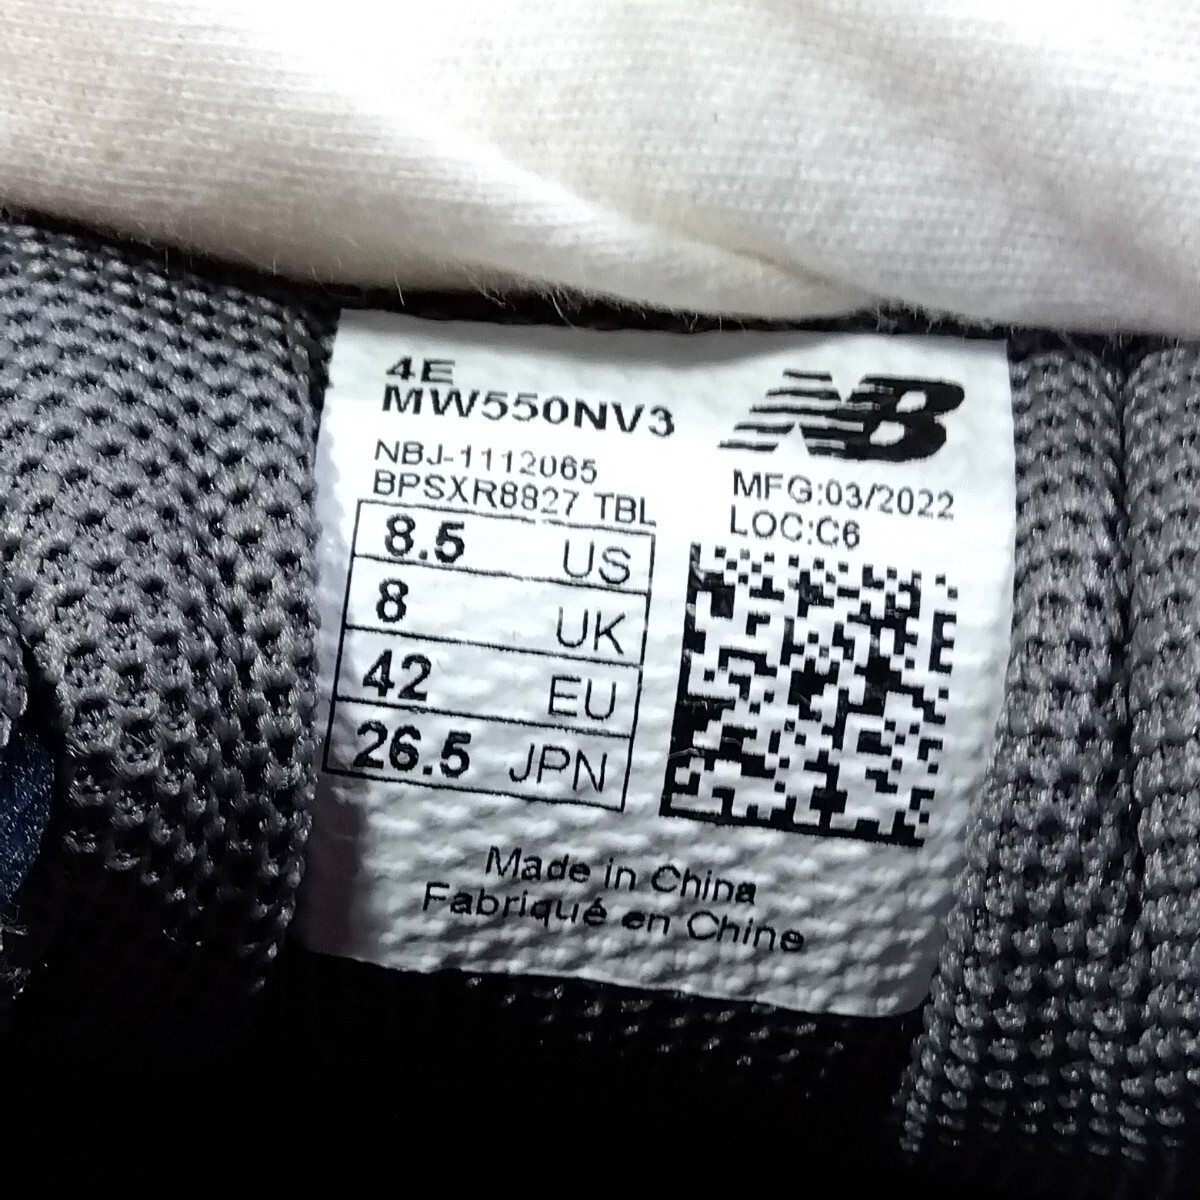 4E
MW550NV3
NBJ-1112065
BPSXR8827 TBL
NB
MFG:03/2022
LOC:C6
8.5 US
8 UK
42 EU
26.5 JPN
Made in China
Fabriqué en Chine